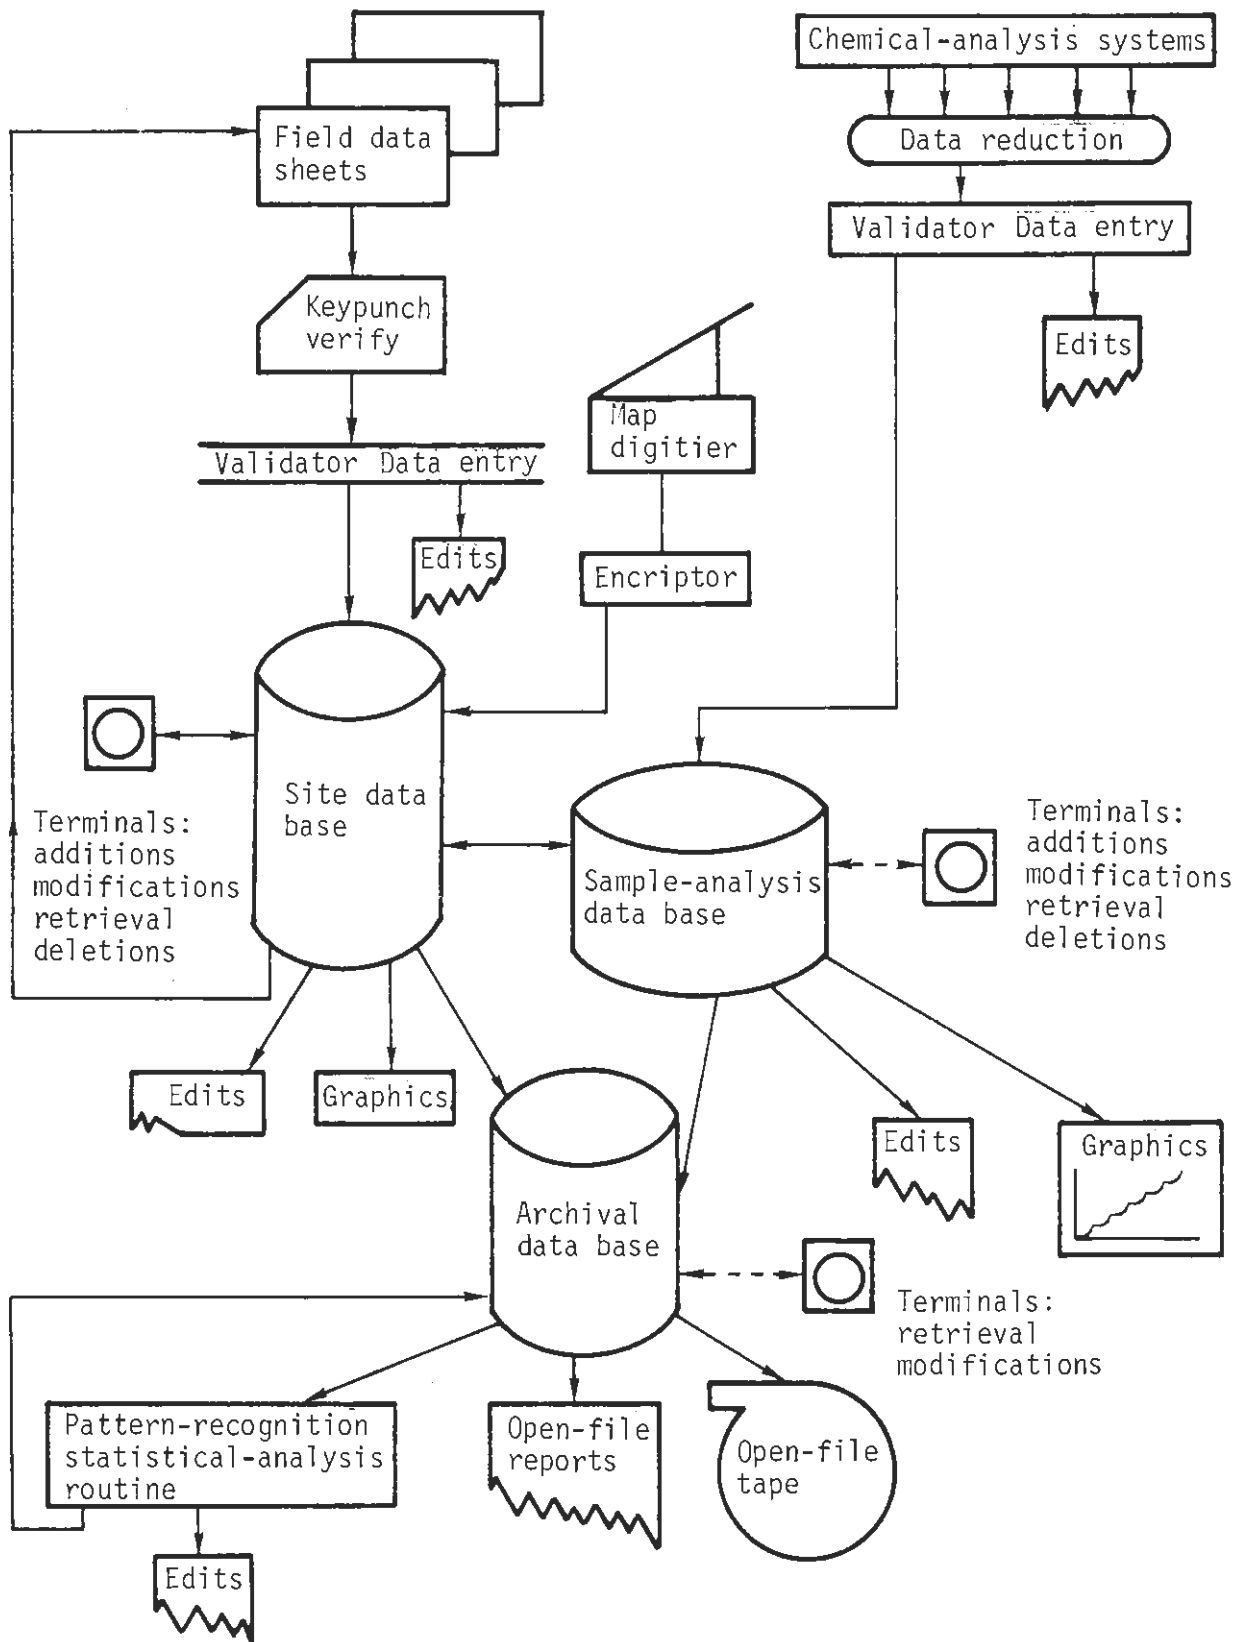 Chemical-analysis systems
Field data
sheets
Data reduction
Validator Data entry
Keypunch
verify
Edits
Map
digitier
Validator Data entry
Edits
Encriptor
Site data
base
Terminals:
additions
modifications
retrieval
deletions
Sample-analysis
data base
Terminals:
additions
modifications
retrieval
deletions
Edits
Graphics
Edits
Graphics
Archival
data base
Terminals:
retrieval
modifications
Pattern-recognition
statistical-analysis
routine
Open-file
reports
Open-file
tape
Edits